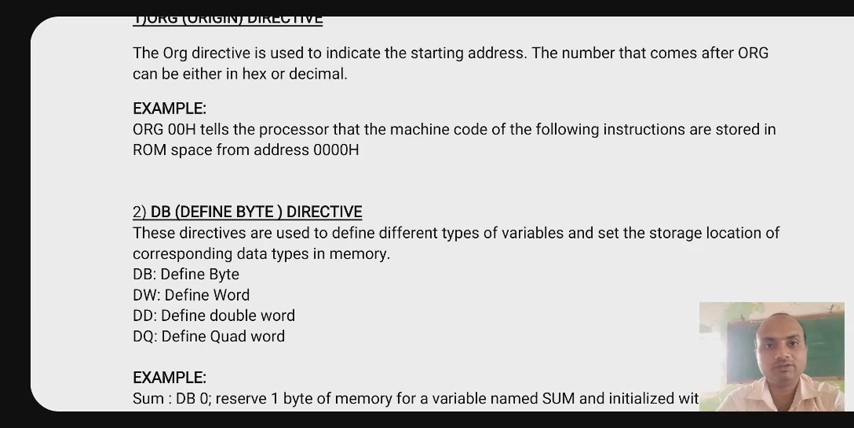 1)ORG (ORIGIN) DIRECTIVE
The Org directive is used to indicate the starting address. The number that comes after ORG
can be either in hex or decimal.
EXAMPLE:
ORG 00H tells the processor that the machine code of the following instructions are stored in
ROM space from address 0000H
2) DB (DEFINE BYTE ) DIRECTIVE
These directives are used to define different types of variables and set the storage location of
corresponding data types in memory.
DB: Define Byte
DW: Define Word
DD: Define double word
DQ: Define Quad word
EXAMPLE:
Sum : DB 0; reserve 1 byte of memory for a variable named SUM and initialized wit